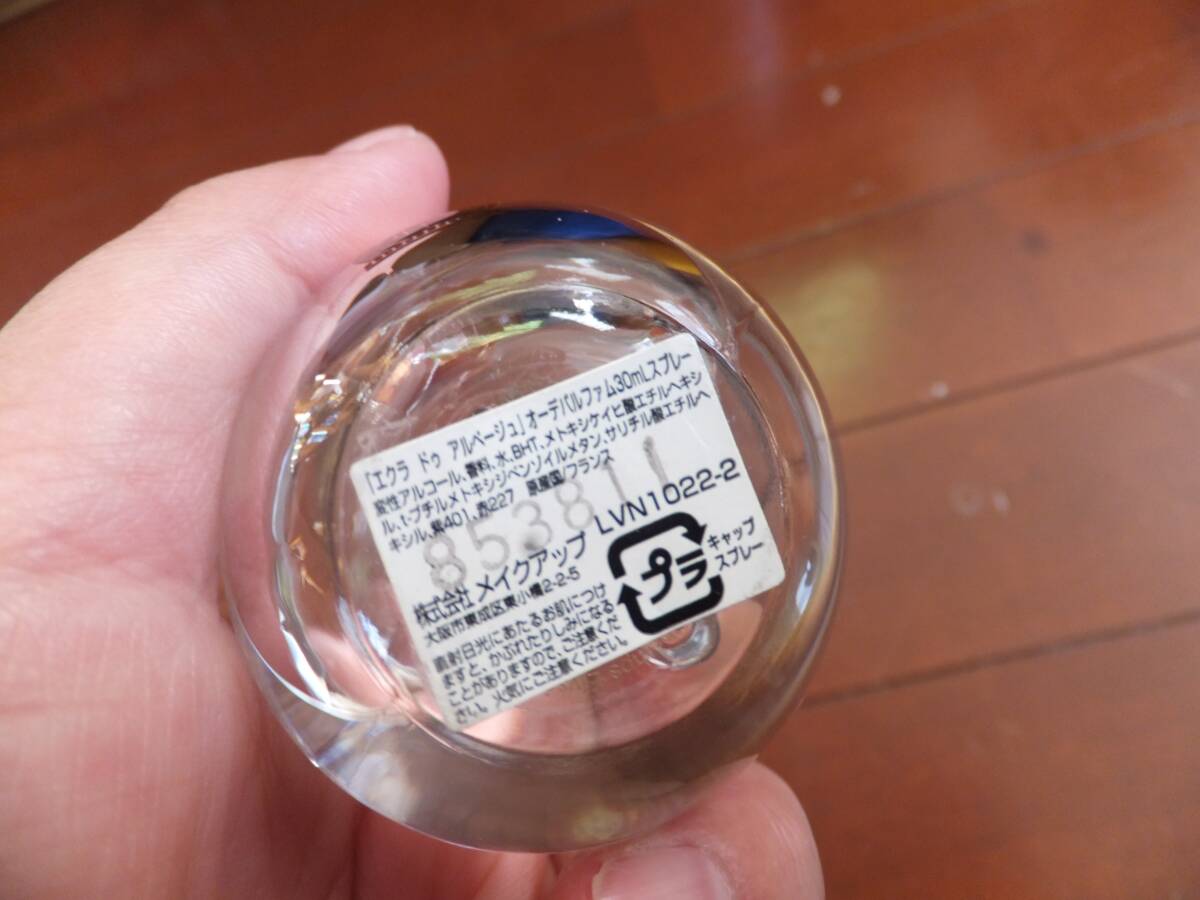 「エクラ ドゥ アルページュ」オーデパルファム30mLスプレー
変性アルコール、香料、水、BHT、メトキシケイヒ酸エチルヘキシ
ル、t-ブチルメトキシジベンゾイルメタン、サリチル酸エチルヘ
キシル、紫401、赤227 原産国/フランス
853811
LVN1022-2
株式会社 メイクアップ
大阪市東成区東小橋2-2-5
プラ
キャップ
スプレー
直射日光にあたるお肌につけ
ますと、かぶれたりしみになる
ことがありますので、ご注意くだ
さい。火気にご注意ください。